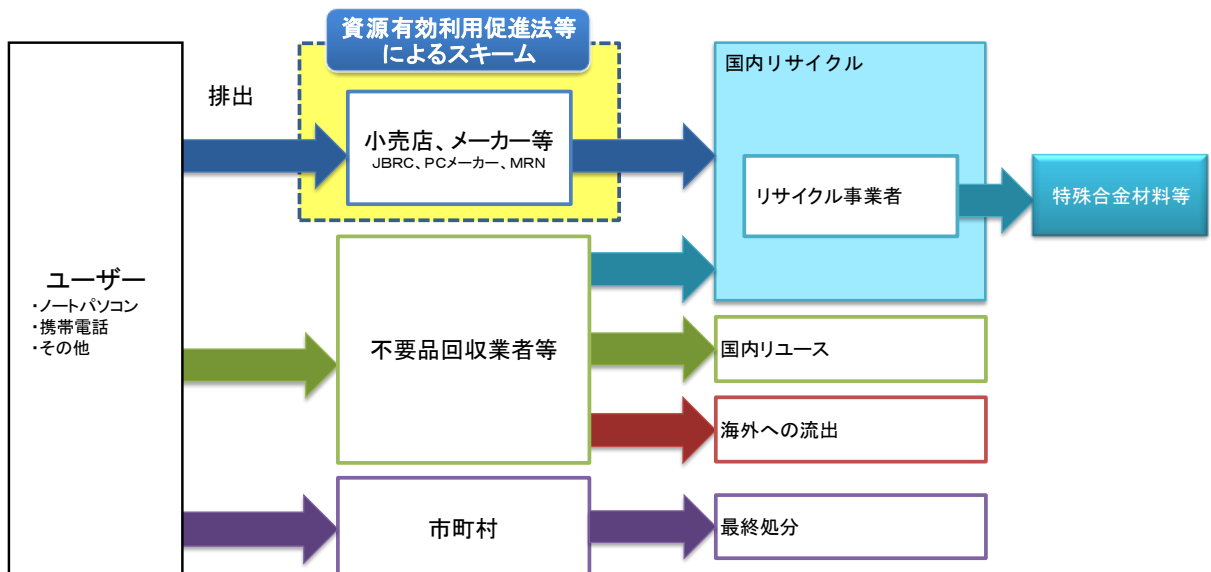 資源有効利用促進法等
によるスキーム
排出
国内リサイクル
小売店、メーカー等
JBRC、PCメーカー、MRN
リサイクル事業者
特殊合金材料等
ユーザー
・ノートパソコン
・携帯電話
・その他
不要品回収業者等
国内リユース
海外への流出
市町村
最終処分